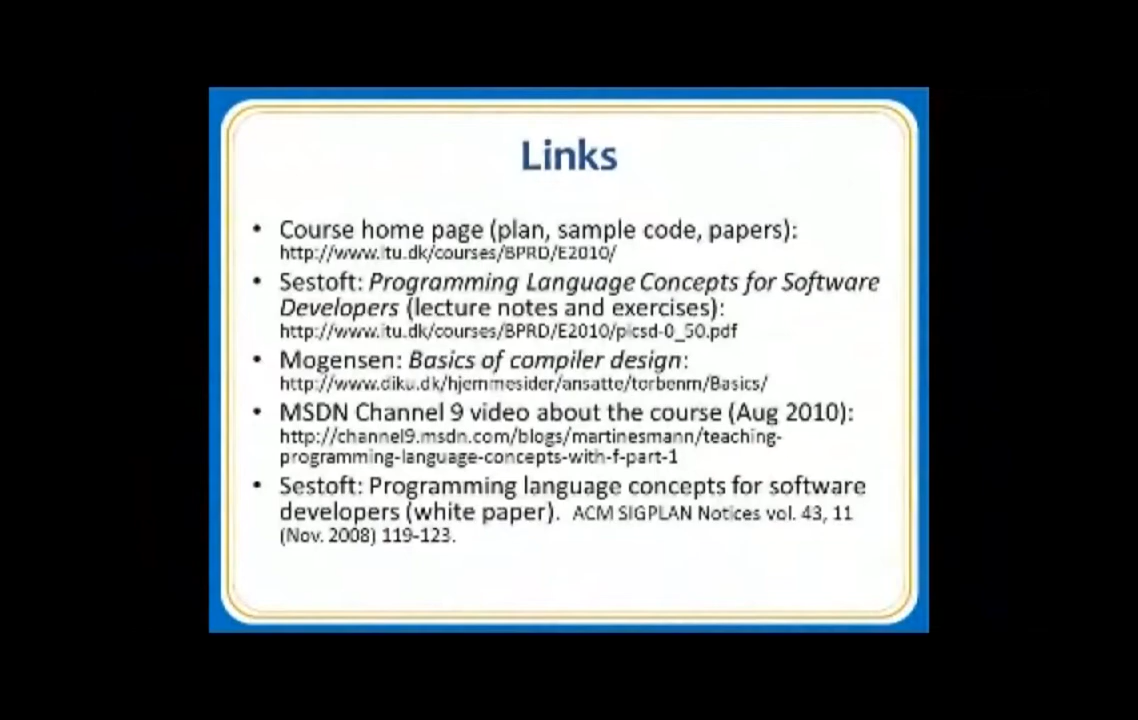 Links
• Course home page (plan, sample code, papers):
http://www.itu.dk/courses/BPRD/E2010/
• Sestoft: Programming Language Concepts for Software
Developers (lecture notes and exercises):
http://www.itu.dk/courses/BPRD/E2010/plcsd-0_50.pdf
• Mogensen: Basics of compiler design:
http://www.diku.dk/hjemmesider/ansatte/torbenm/Basics/
• MSDN Channel 9 video about the course (Aug 2010):
http://channel9.msdn.com/blogs/martinesmann/teaching-
programming-language-concepts-with-f-part-1
• Sestoft: Programming language concepts for software
developers (white paper). ACM SIGPLAN Notices vol. 43, 11
(Nov. 2008) 119-123.